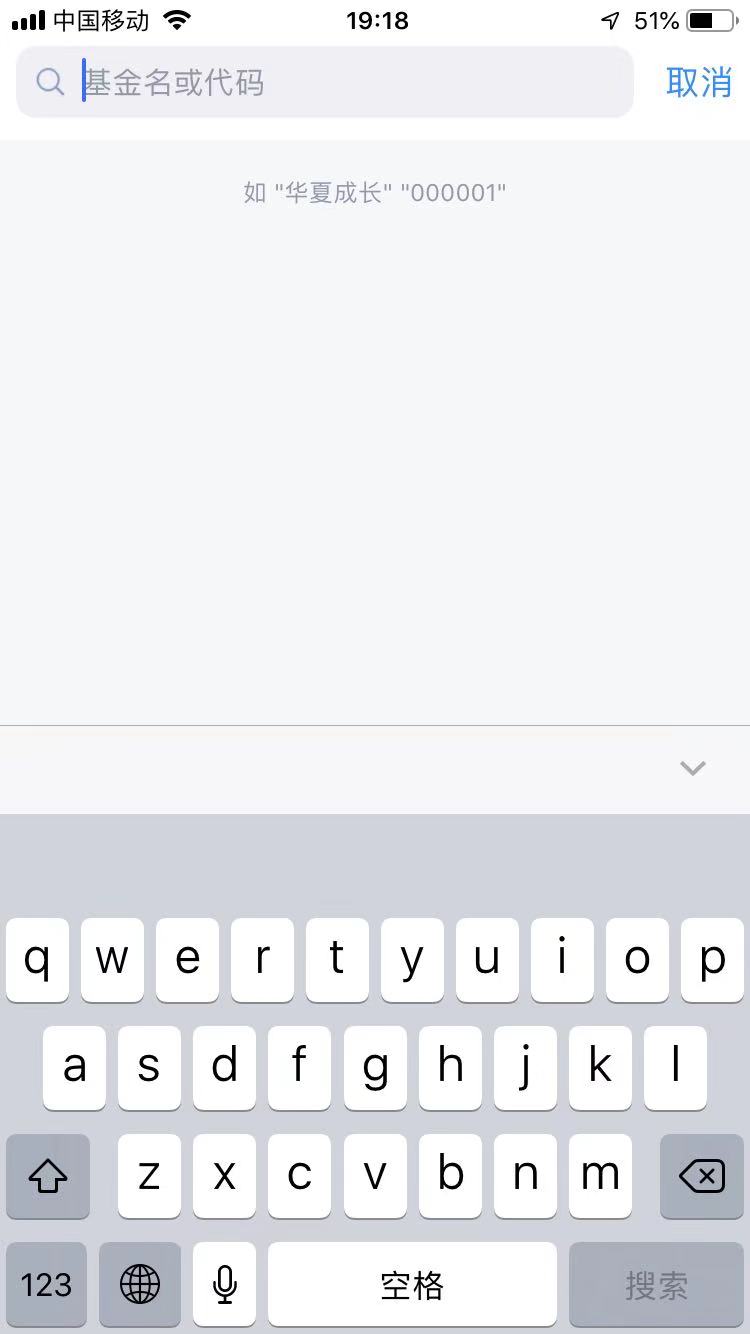 中国移动 19:18 51%
基金名或代码 取消
如 "华夏成长" "000001"
q w e r t y u i o p
a s d f g h j k l
z x c v b n m
123 空格 搜索